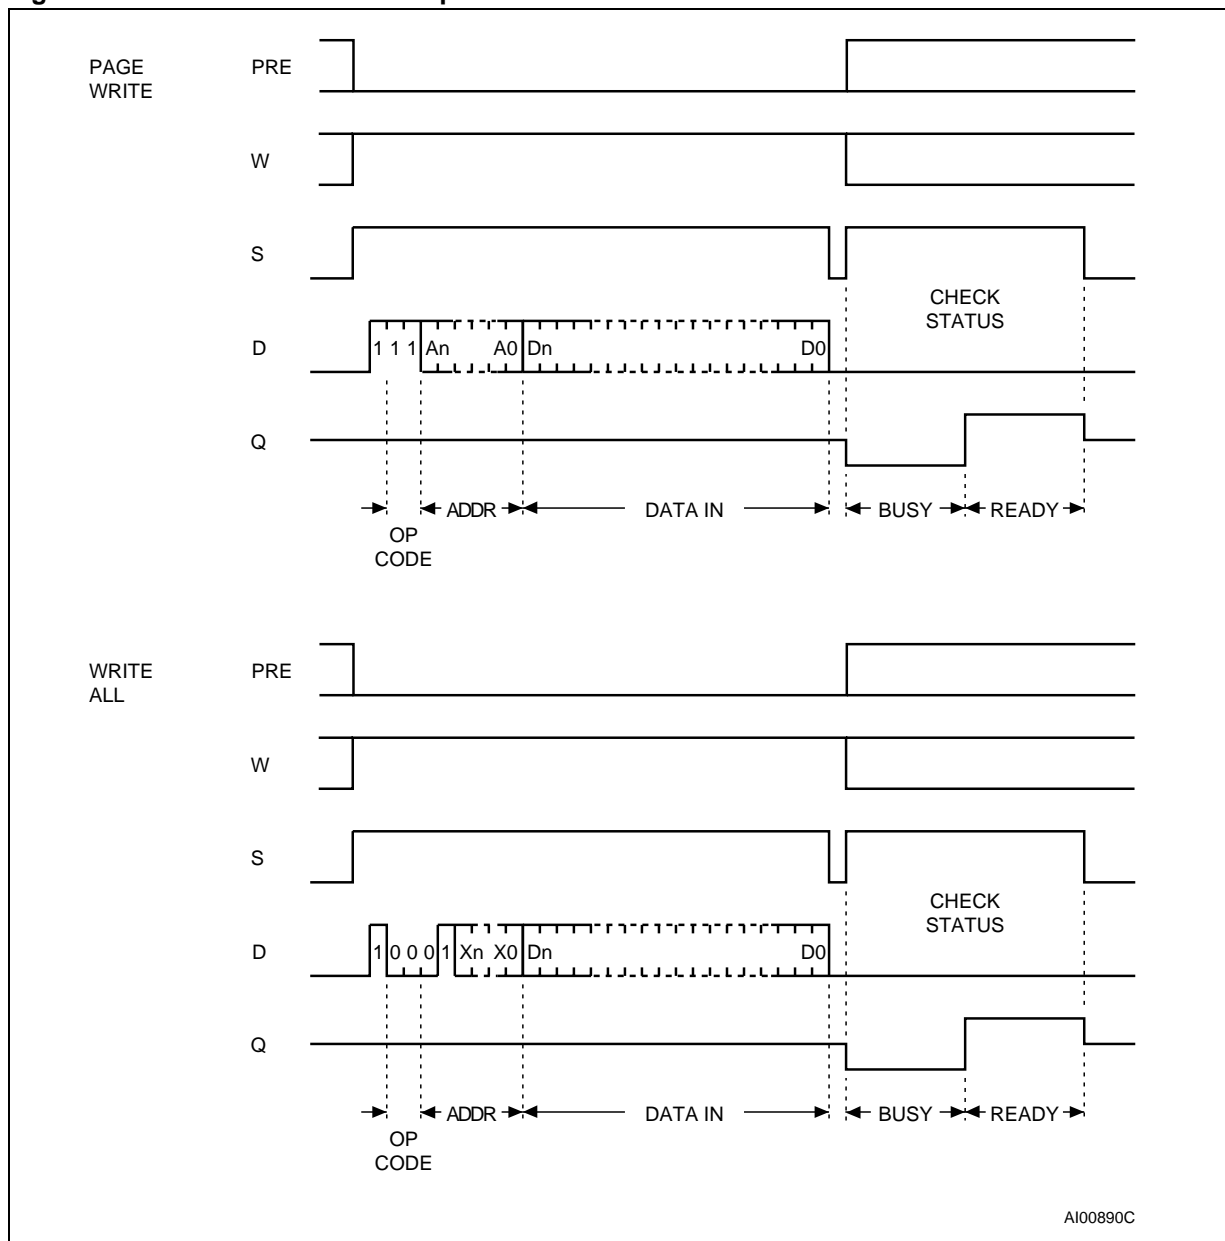 PAGE
WRITE
PRE
W
S
CHECK
STATUS
D
1 1 1 An A0 Dn D0
Q
ADDR DATA IN BUSY READY
OP
CODE
WRITE
ALL
PRE
W
S
CHECK
STATUS
D
1 0 0 0 1 Xn X0 Dn D0
Q
ADDR DATA IN BUSY READY
OP
CODE
AI00890C